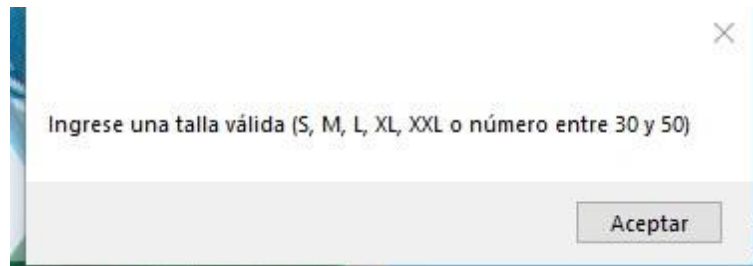 Ingrese una talla válida (S, M, L, XL, XXL o número entre 30 y 50)
Aceptar